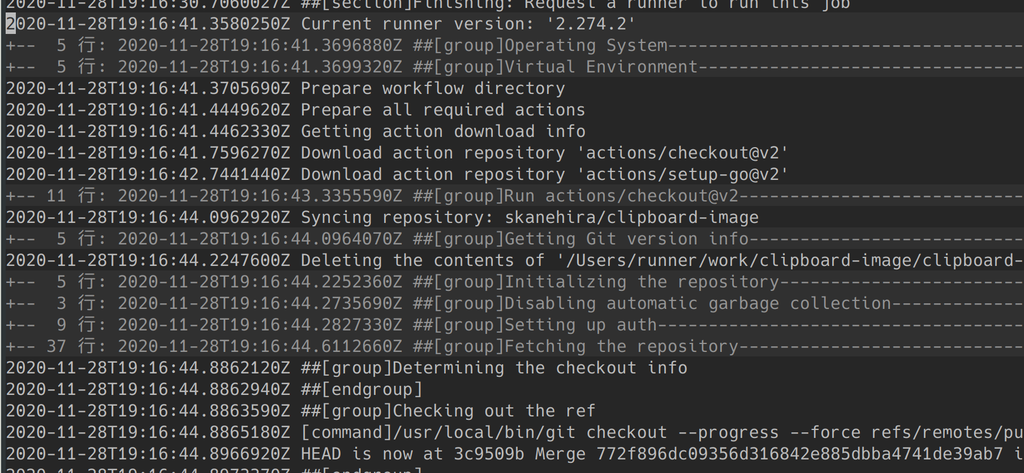 2020-11-28T19:16:30.7060027Z ##[section]Finishing: Request a runner to run this job
2020-11-28T19:16:41.3580250Z Current runner version: '2.274.2'
+--  5 行: 2020-11-28T19:16:41.3696880Z ##[group]Operating System-----------------------------------
+--  5 行: 2020-11-28T19:16:41.3699320Z ##[group]Virtual Environment--------------------------------
2020-11-28T19:16:41.3705690Z Prepare workflow directory
2020-11-28T19:16:41.4449620Z Prepare all required actions
2020-11-28T19:16:41.4462330Z Getting action download info
2020-11-28T19:16:41.7596270Z Download action repository 'actions/checkout@v2'
2020-11-28T19:16:42.7441440Z Download action repository 'actions/setup-go@v2'
+-- 11 行: 2020-11-28T19:16:43.3355590Z ##[group]Run actions/checkout@v2----------------------------
2020-11-28T19:16:44.0962920Z Syncing repository: skanehira/clipboard-image
+--  5 行: 2020-11-28T19:16:44.0964070Z ##[group]Getting Git version info---------------------------
2020-11-28T19:16:44.2247600Z Deleting the contents of '/Users/runner/work/clipboard-image/clipboard-
+--  5 行: 2020-11-28T19:16:44.2252360Z ##[group]Initializing the repository------------------------
+--  3 行: 2020-11-28T19:16:44.2735690Z ##[group]Disabling automatic garbage collection-------------
+--  9 行: 2020-11-28T19:16:44.2827330Z ##[group]Setting up auth------------------------------------
+-- 37 行: 2020-11-28T19:16:44.6112660Z ##[group]Fetching the repository----------------------------
2020-11-28T19:16:44.8862120Z ##[group]Determining the checkout info
2020-11-28T19:16:44.8862940Z ##[endgroup]
2020-11-28T19:16:44.8863590Z ##[group]Checking out the ref
2020-11-28T19:16:44.8865180Z [command]/usr/local/bin/git checkout --progress --force refs/remotes/pu
2020-11-28T19:16:44.8966920Z HEAD is now at 3c9509b Merge 772f896dc09356d316842e885dbba4741de39ab7 i
##[endgroup]